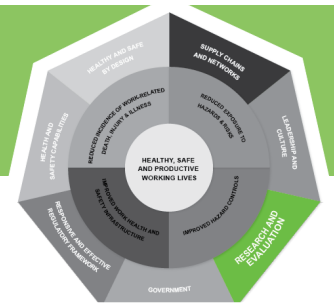 HEALTHY AND SAFE
BY DESIGN
SUPPLY CHAINS
AND NETWORKS
LEADERSHIP AND
CULTURE
RESEARCH AND
EVALUATION
GOVERNMENT
RESPONSIVE AND EFFECTIVE
REGULATORY FRAMEWORK
HEALTH AND
SAFETY CAPABILITIES
REDUCED INCIDENCE OF WORK-RELATED
DEATH, INJURY & ILLNESS
REDUCED EXPOSURE TO
HAZARDS & RISKS
IMPROVED HAZARD CONTROLS
IMPROVED WORK HEALTH AND
SAFETY INFRASTRUCTURE
HEALTHY, SAFE
AND PRODUCTIVE
WORKING LIVES